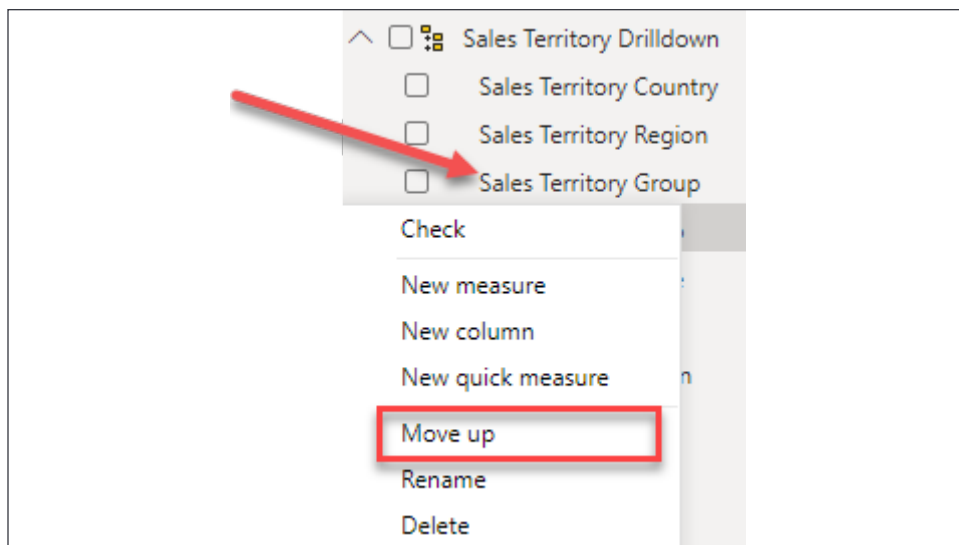 Sales Territory Drilldown
Sales Territory Country
Sales Territory Region
Sales Territory Group
Check
New measure
New column
New quick measure
Move up
Rename
Delete